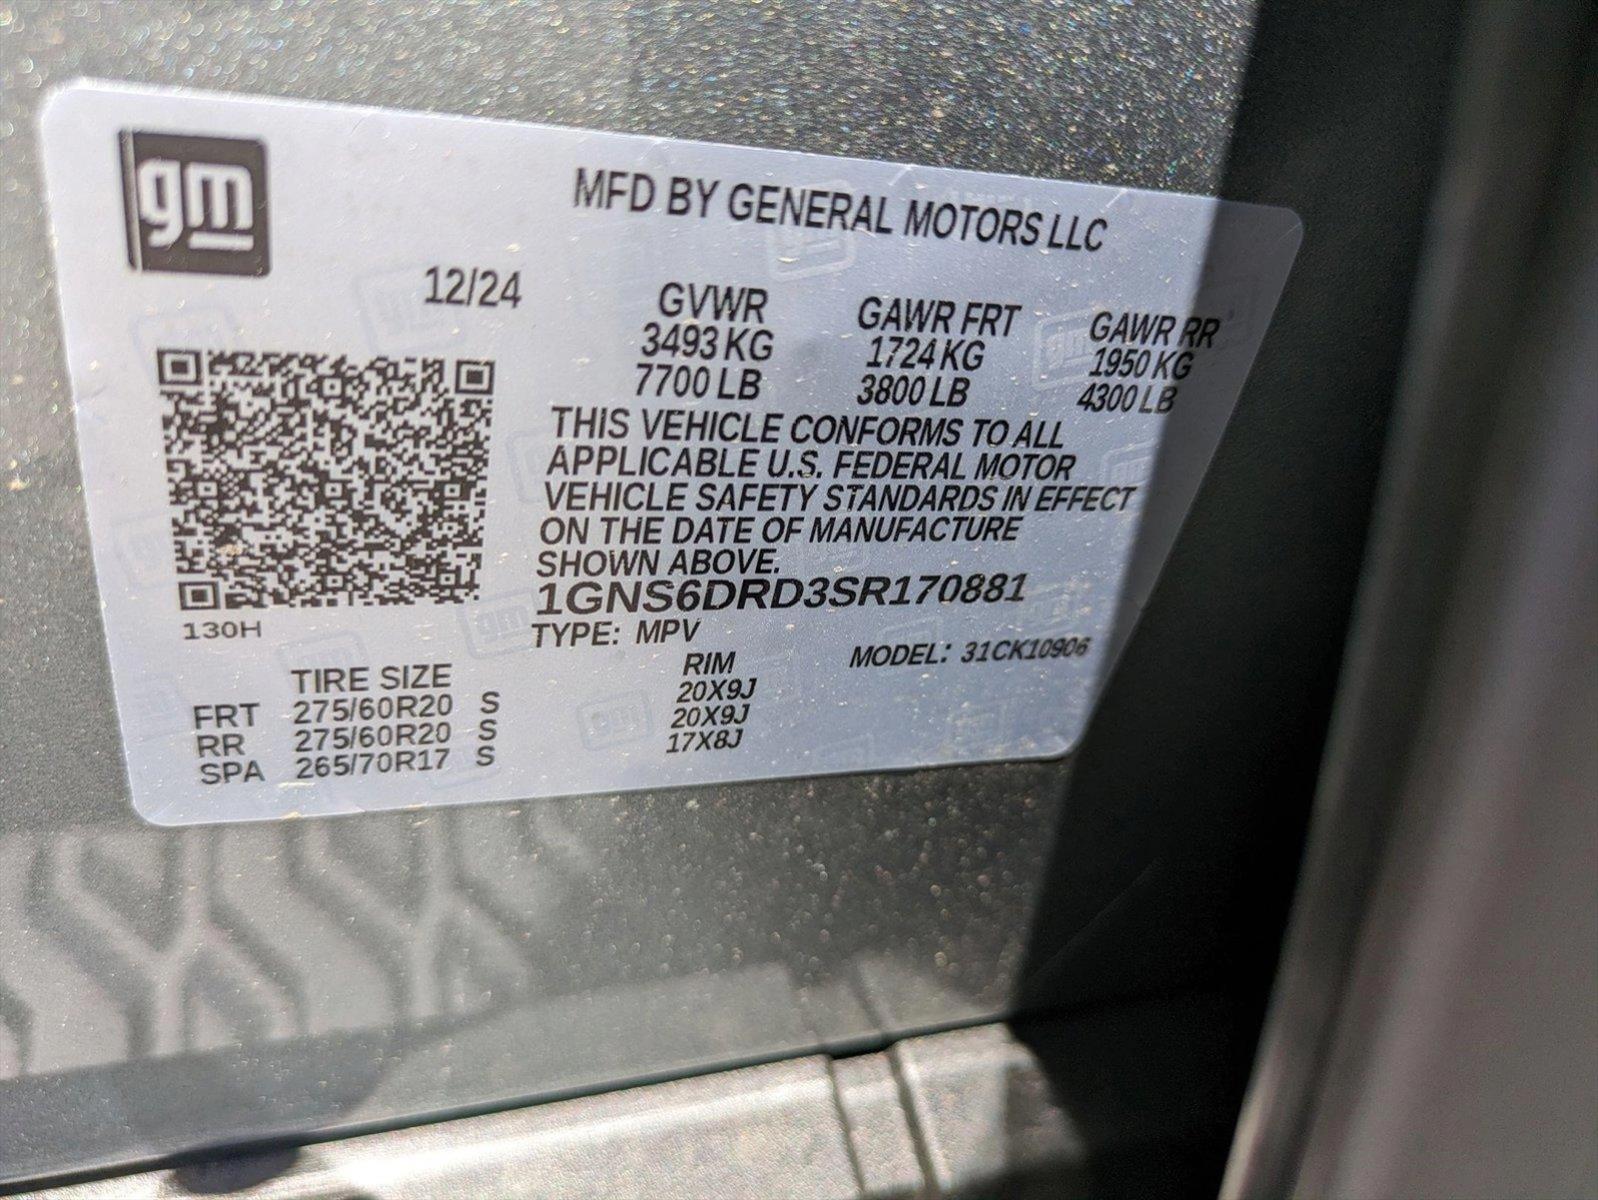 gm
MFD BY GENERAL MOTORS LLC
12/24
GVWR GAWR FRT GAWR RR
3493 KG 1724 KG 1950 KG
7700 LB 3800 LB 4300 LB
THIS VEHICLE CONFORMS TO ALL
APPLICABLE U.S. FEDERAL MOTOR
VEHICLE SAFETY STANDARDS IN EFFECT
ON THE DATE OF MANUFACTURE
SHOWN ABOVE.
1GNS6DRD3SR170881
130H
TYPE: MPV
MODEL: 31CK10906
TIRE SIZE RIM
FRT 275/60R20 S 20X9J
RR 275/60R20 S 20X9J
SPA 265/70R17 S 17X8J